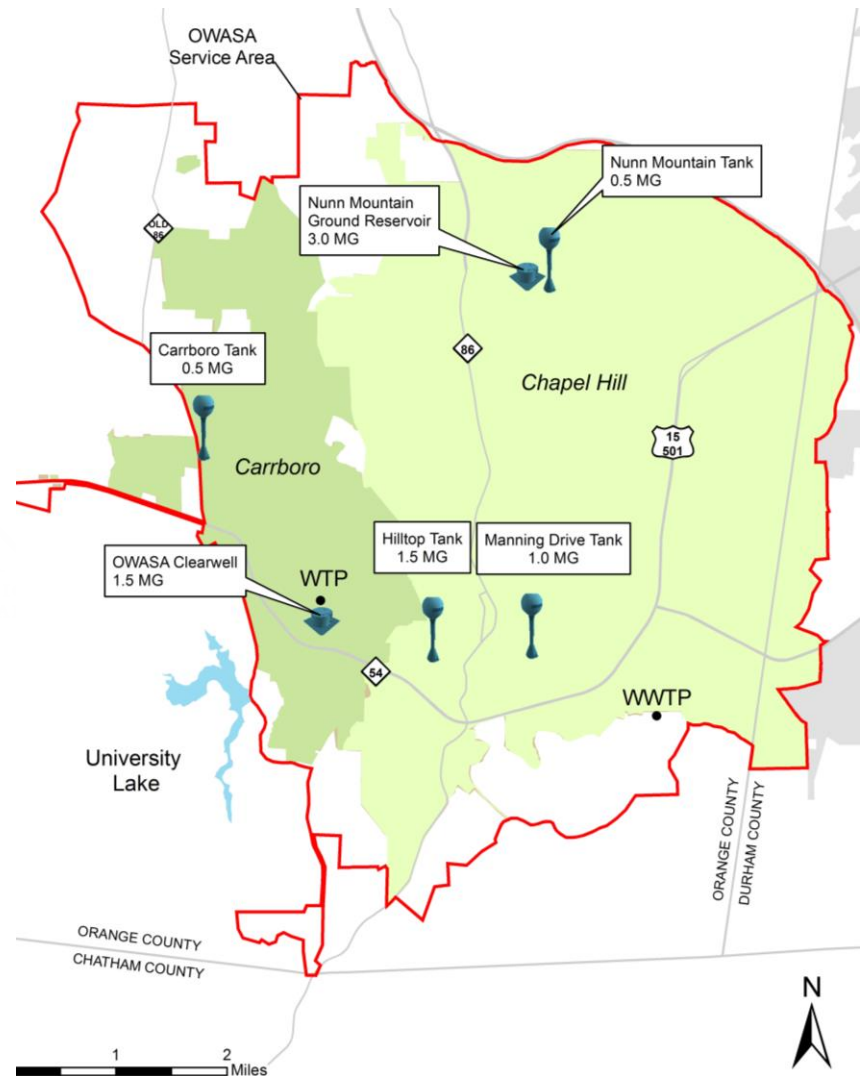 OWASA
Service Area
Nunn Mountain Tank
0.5 MG
Nunn Mountain
Ground Reservoir
3.0 MG
OLD
86
Carrboro Tank
0.5 MG
86
Chapel Hill
15
501
Carrboro
Hilltop Tank
1.5 MG
Manning Drive Tank
1.0 MG
OWASA Clearwell
1.5 MG
WTP
54
WWTP
University
Lake
ORANGE COUNTY
DURHAM COUNTY
ORANGE COUNTY
CHATHAM COUNTY
N
1
2
Miles